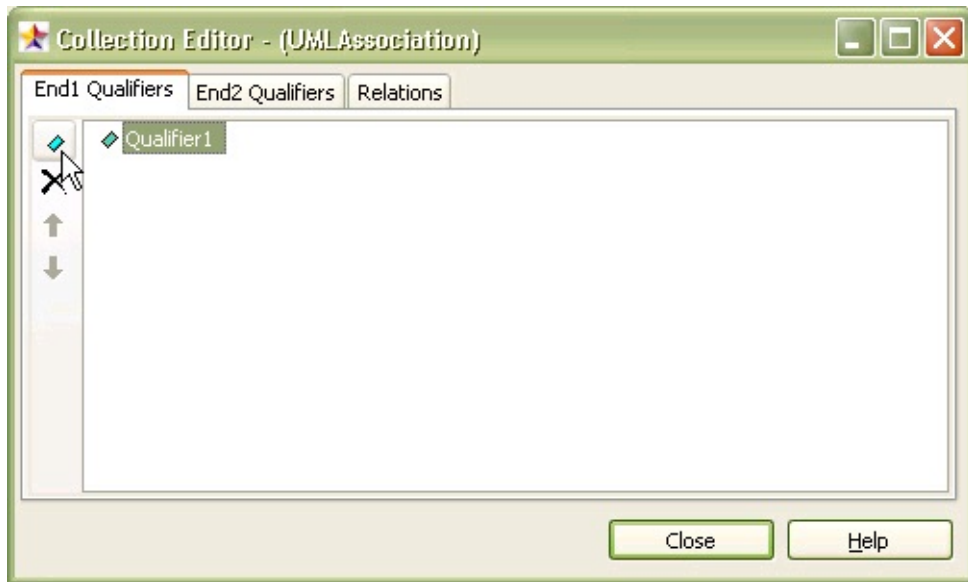 Collection Editor - (UMLAssociation)
End1 Qualifiers End2 Qualifiers Relations
Qualifier1
Close Help